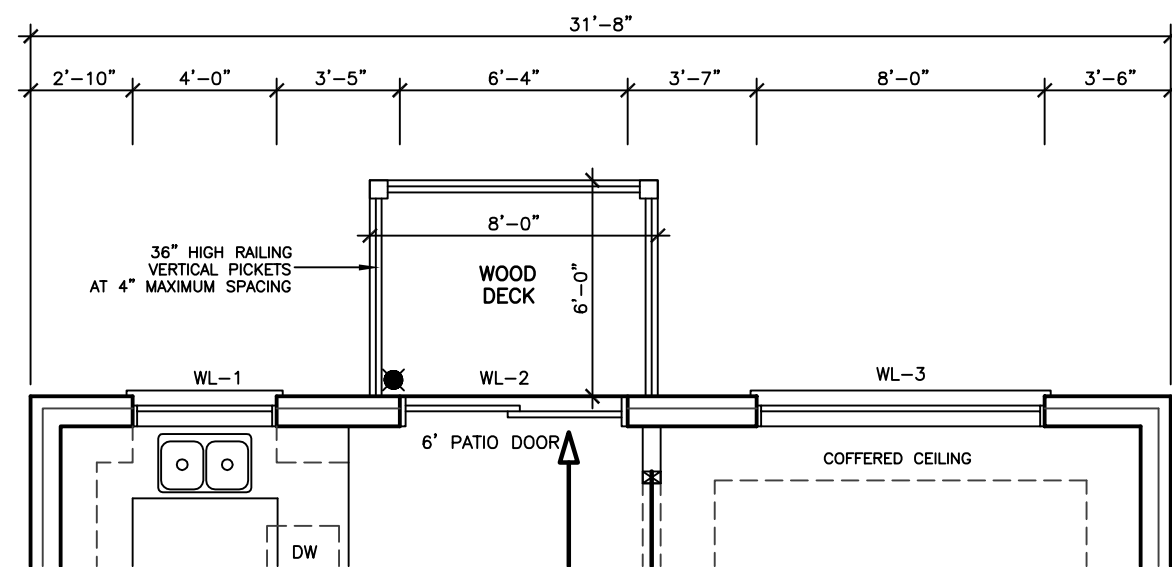 31'-8"
2'-10" 4'-0" 3'-5" 6'-4" 3'-7" 8'-0" 3'-6"
8'-0"
36" HIGH RAILING
VERTICAL PICKETS
AT 4" MAXIMUM SPACING
WOOD
DECK
6'-0"
WL-1
WL-2
WL-3
6' PATIO DOOR
COFFERED CEILING
DW